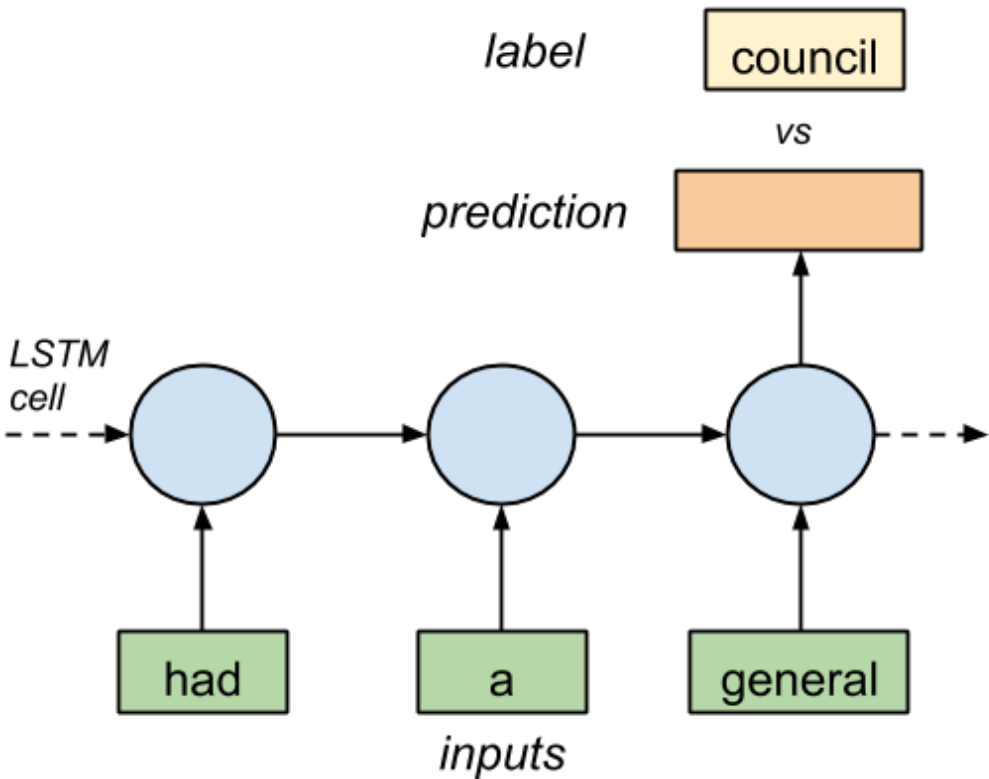 label
council
vs
prediction
LSTM
cell
had
a
general
inputs